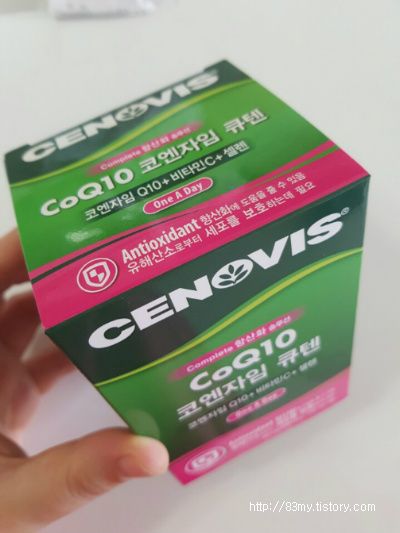 CENOVIS
Complete 항산화 솔루션
CoQ10 코엔자임 큐텐
코엔자임 Q10+비타민C+ 셀렌
One A Day
Antioxidant 항산화에 도움을 줄 수 있음
유해산소로부터 세포를 보호하는데 필요
CENOVIS®
Complete 항산화 솔루션
CoQ10
코엔자임 큐텐
코엔자임 Q10+ 비타민C+ 셀렌
One A Day
Antioxidant
http://83my.tistory.com